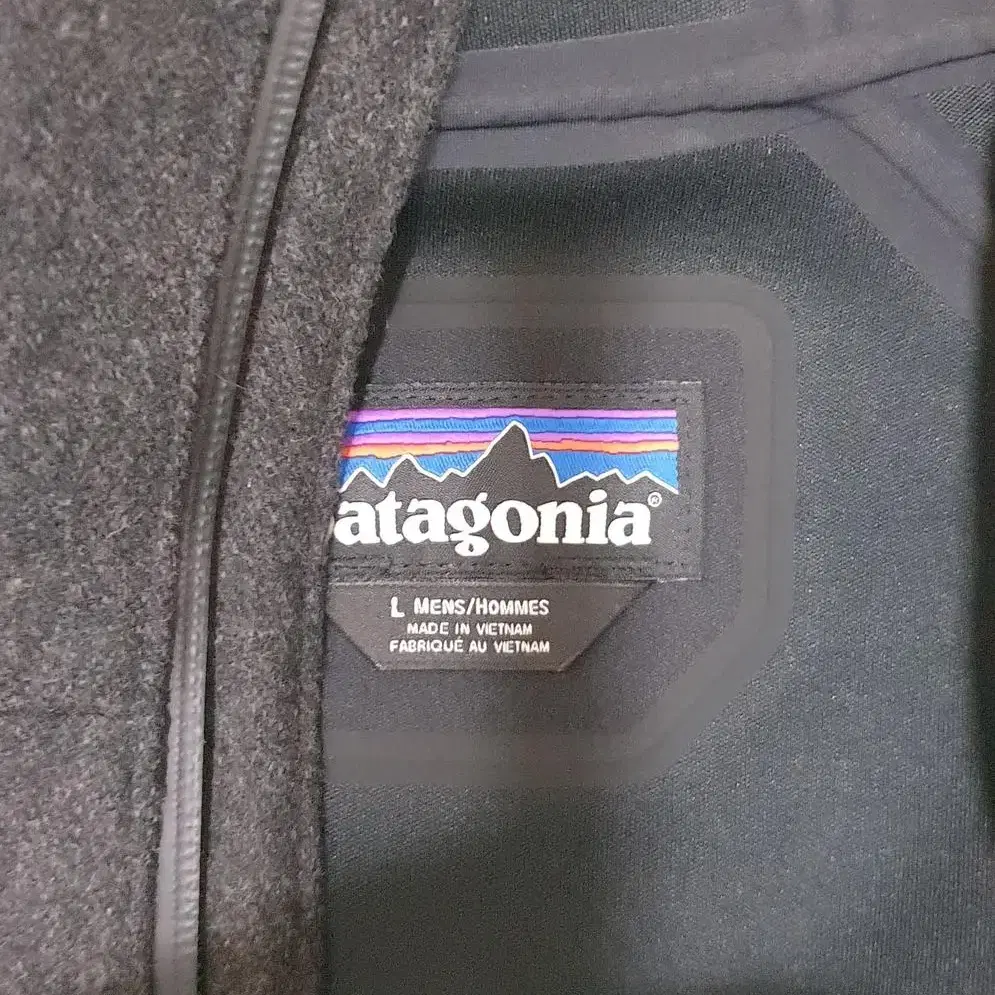 patagonia®
L MENS/HOMMES
MADE IN VIETNAM
FABRIQUÉ AU VIETNAM